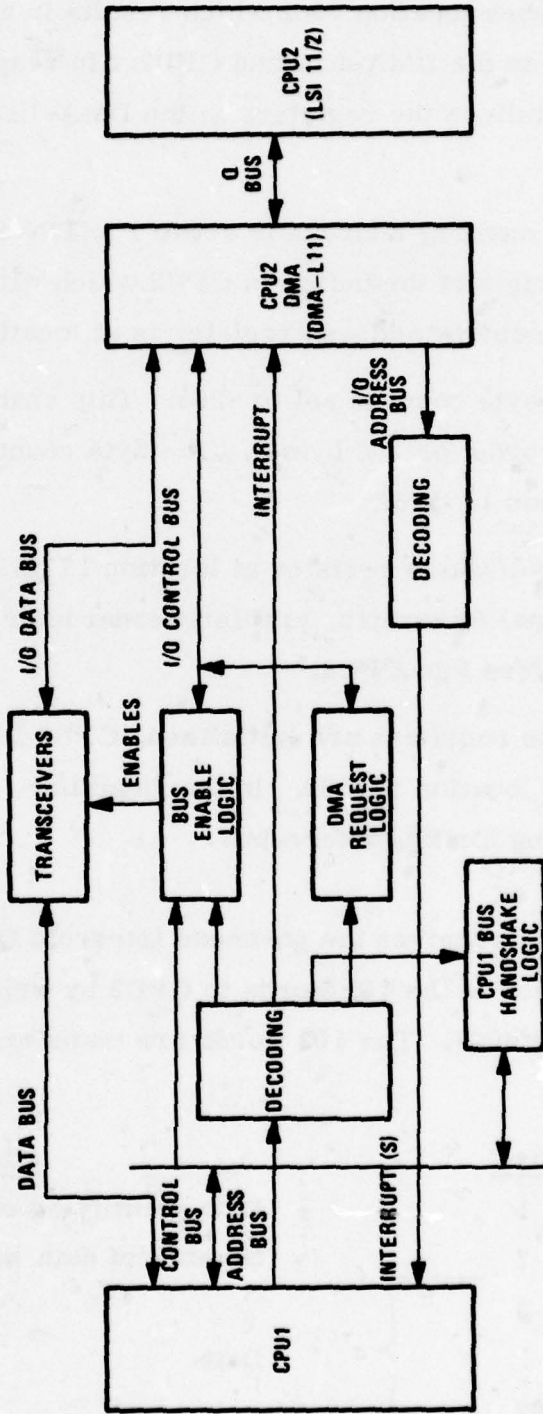 CPU1
DATA BUS
CONTROL
BUS
ADDRESS
BUS
INTERRUPT (S)
DECODING
TRANSCEIVERS
ENABLES
BUS
ENABLE
LOGIC
DMA
REQUEST
LOGIC
CPU1 BUS
HANDSHAKE
LOGIC
I/O DATA BUS
I/O CONTROL BUS
INTERRUPT
DECODING
I/O
ADDRESS
BUS
CPU2
DMA
(DMA-L11)
Q
BUS
CPU2
(LSI 11/2)